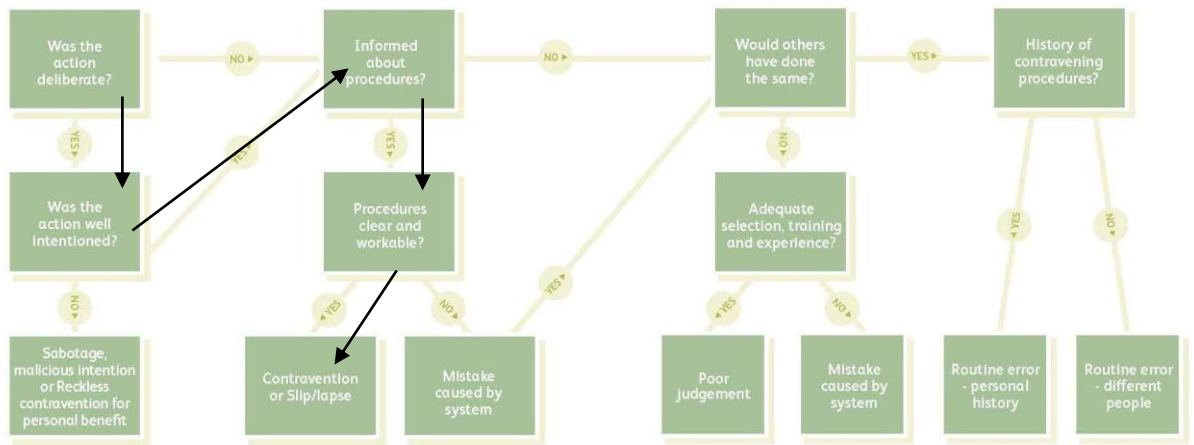 Was the
action
deliberate?
NO ►
Informed
about
procedures?
NO ►
Would others
have done
the same?
YES ►
History of
contravening
procedures?
YES ►
YES ►
YES ►
NO ►
Was the
action well
intentioned?
Procedures
clear and
workable?
Adequate
selection, training
and experience?
YES ►
NO ►
NO ►
◄ YES
NO ►
YES ►
◄ YES
NO ►
Sabotage,
malicious intention
or Reckless
contravention for
personal benefit
Contravention
or Slip/lapse
Mistake
caused by
system
Poor
judgement
Mistake
caused by
system
Routine error
- personal
history
Routine error
- different
people